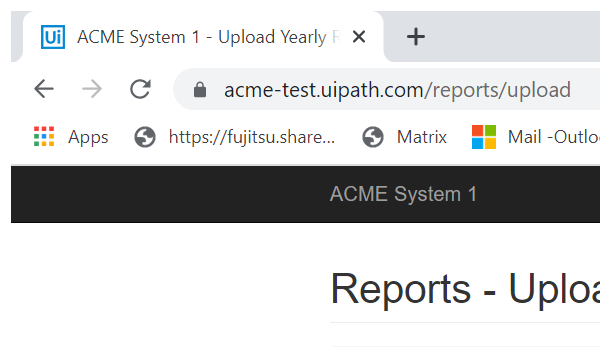 Ui ACME System 1 - Upload Yearly R
acme-test.uipath.com/reports/upload
Apps https://fujitsu.share... Matrix Mail -Outlo
ACME System 1
Reports - Uploa